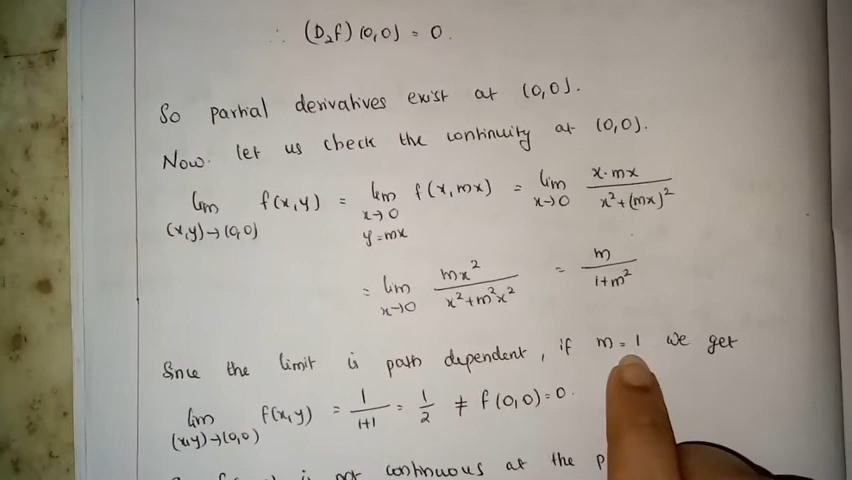 ∴ (D₂f) (0,0) = 0.
So partial derivatives exist at (0,0).
Now. let us check the continuity at (0,0).
lim (x,y)→(0,0) f(x,y) = lim x→0 y=mx f(x,mx) = lim x→0 x·mx / x²+(mx)²
= lim x→0 mx² / x²+m²x² = m / 1+m²
Snce the limit is path dependent, if m=1 we get
lim (x,y)→(0,0) f(x,y) = 1 / 1+1 = 1/2 ≠ f(0,0)=0.
is not continuous at the